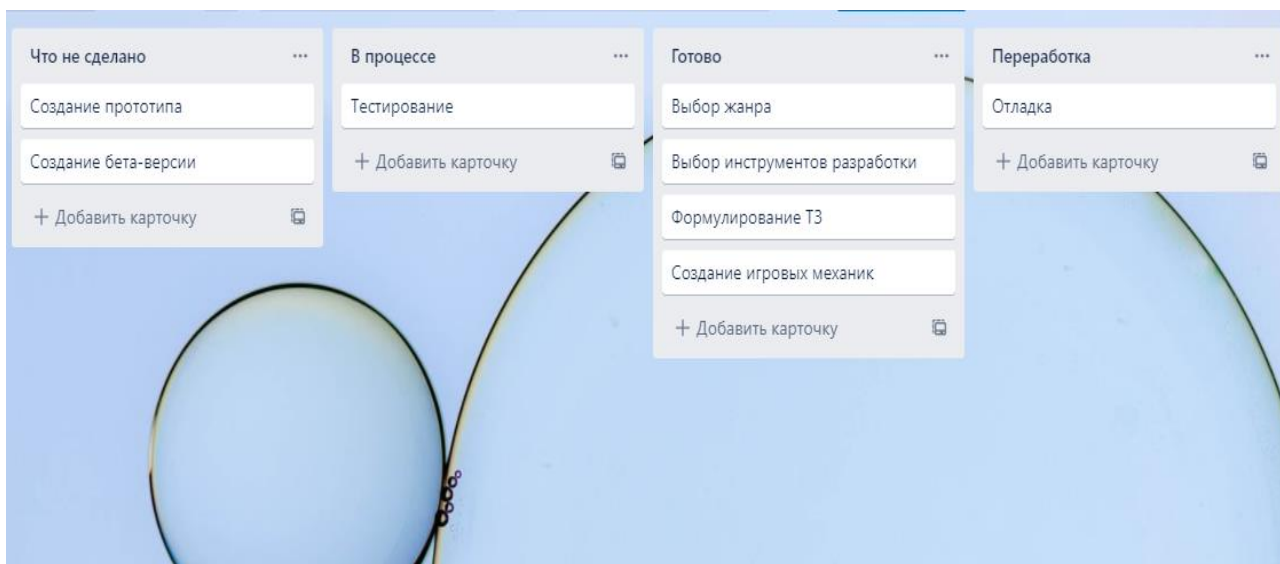 Что не сделано
Создание прототипа
Создание бета-версии
+ Добавить карточку
В процессе
Тестирование
+ Добавить карточку
Готово
Выбор жанра
Выбор инструментов разработки
Формулирование ТЗ
Создание игровых механик
+ Добавить карточку
Переработка
Отладка
+ Добавить карточку